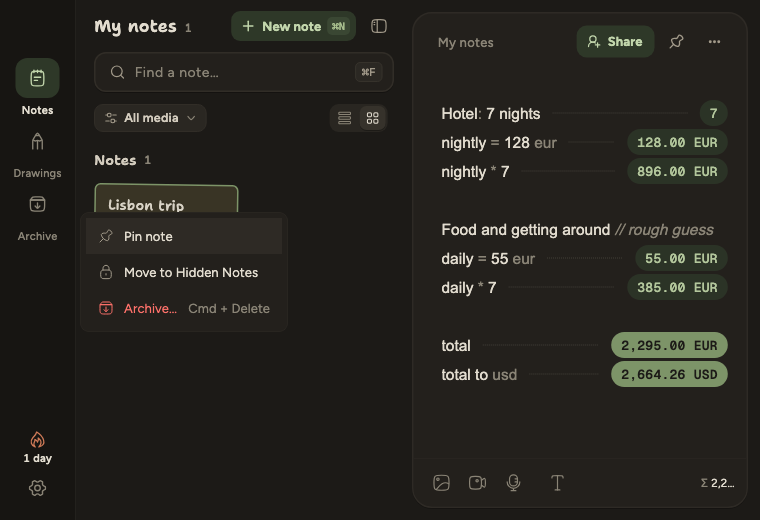 Notes
Drawings
Archive
1 day
My notes 1
New note ⌘N
Find a note... ⌘F
All media
Notes 1
Lisbon trip
Pin note
Move to Hidden Notes
Archive... Cmd + Delete
My notes
Share
Hotel: 7 nights 7
nightly = 128 eur 128.00 EUR
nightly * 7 896.00 EUR
Food and getting around // rough guess
daily = 55 eur 55.00 EUR
daily * 7 385.00 EUR
total 2,295.00 EUR
total to usd 2,664.26 USD
Σ 2,2...